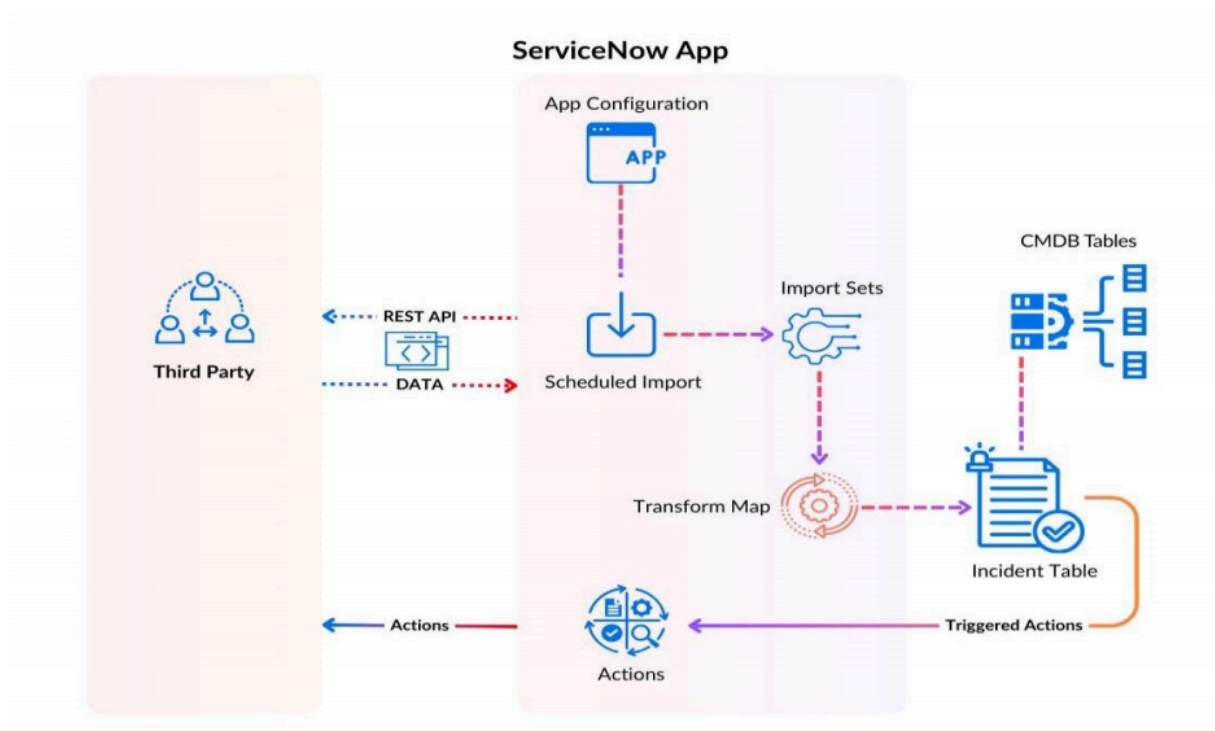 ServiceNow App
App Configuration
APP
CMDB Tables
Import Sets
REST API
Third Party
DATA
Scheduled Import
Transform Map
Incident Table
Actions
Triggered Actions
Actions